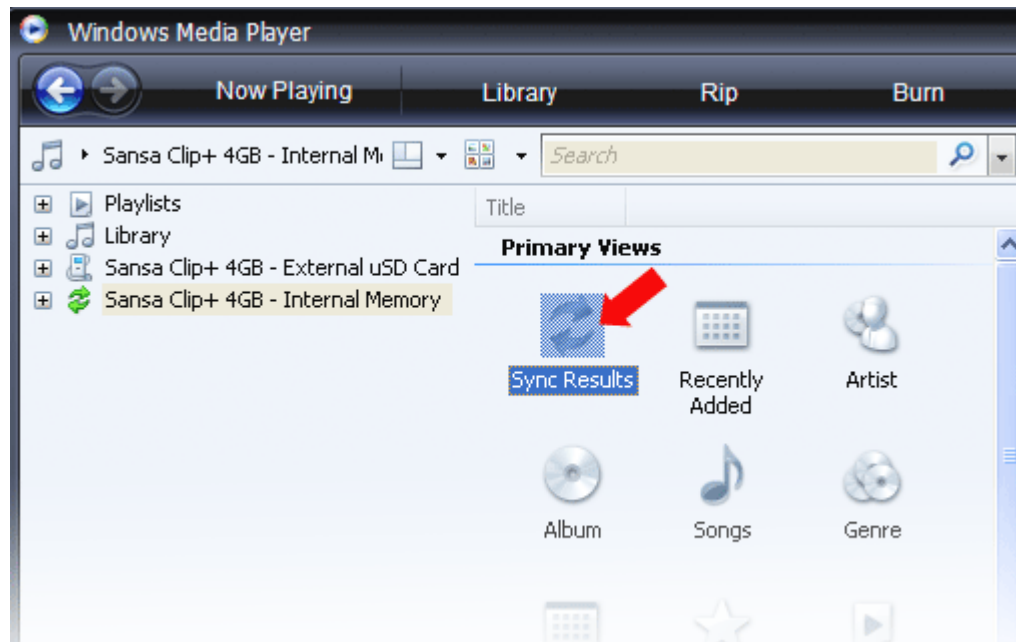 Windows Media Player
Now Playing Library Rip Burn
Sansa Clip+ 4GB - Internal M
Search
Playlists
Library
Sansa Clip+ 4GB - External uSD Card
Sansa Clip+ 4GB - Internal Memory
Title
Primary Views
Sync Results
Recently Added
Artist
Album
Songs
Genre